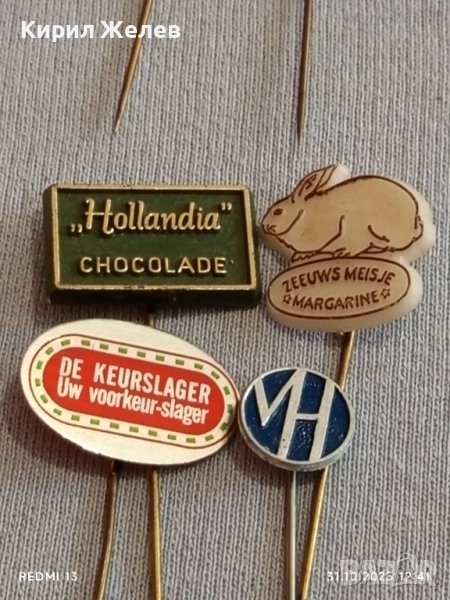 Кирил Желев
„Hollandia"
CHOCOLADE
ZEEUWS MEISJE
MARGARINE
DE KEURSLAGER
Uw voorkeur-slager
VH
REDMI 13
31.10.2025 12:41